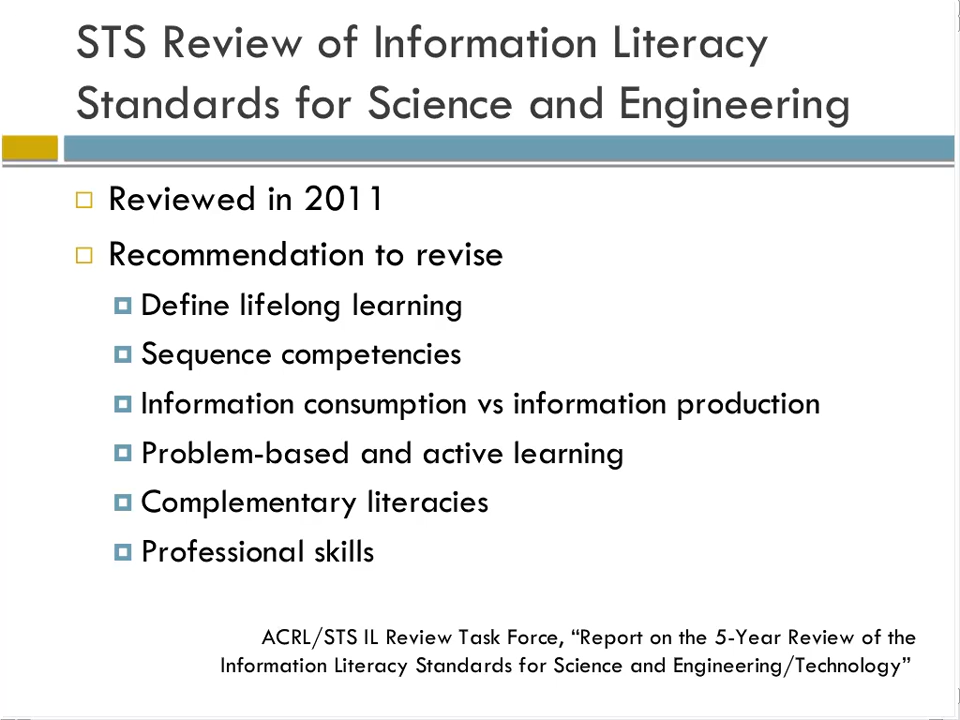 STS Review of Information Literacy
Standards for Science and Engineering
Reviewed in 2011
Recommendation to revise
Define lifelong learning
Sequence competencies
Information consumption vs information production
Problem-based and active learning
Complementary literacies
Professional skills
ACRL/STS IL Review Task Force, “Report on the 5-Year Review of the
Information Literacy Standards for Science and Engineering/Technology”